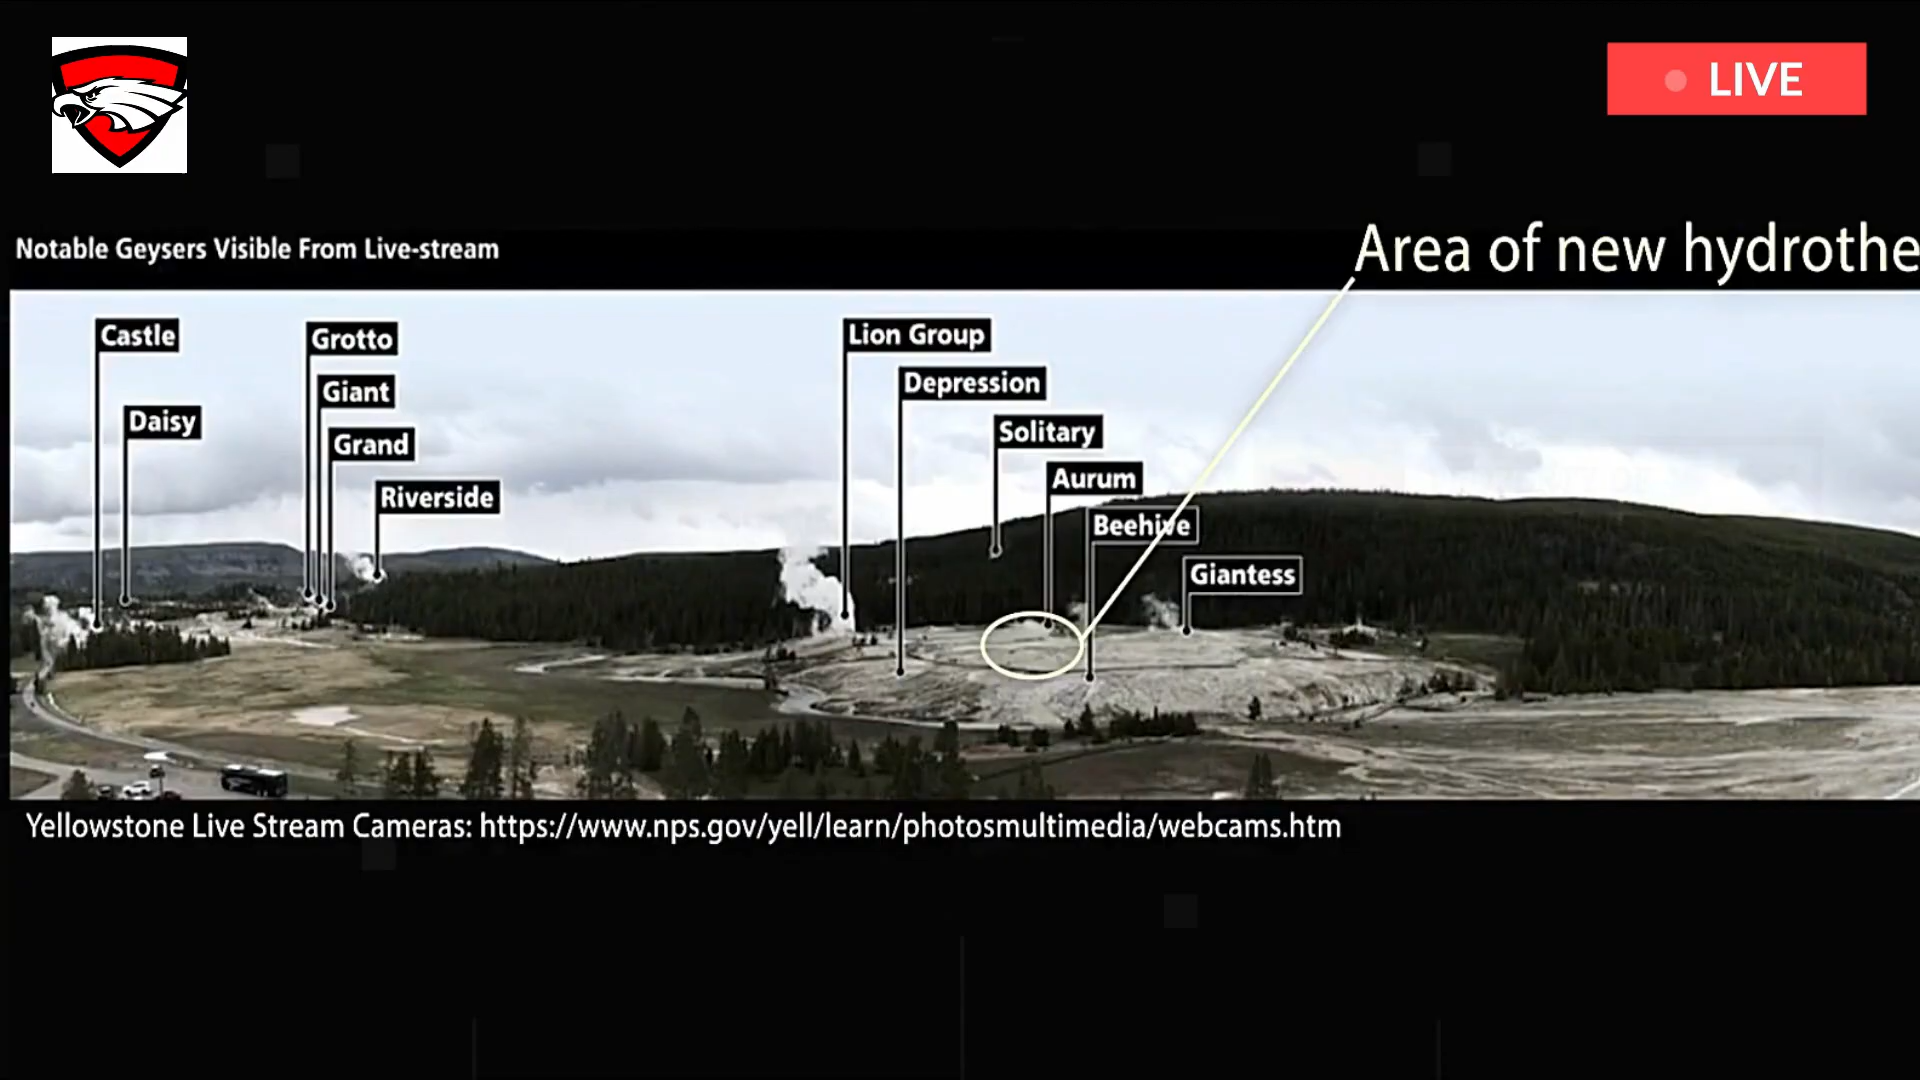 LIVE
Area of new hydrothe
Notable Geysers Visible From Live-stream
Castle
Grotto
Lion Group
Giant
Depression
Daisy
Grand
Solitary
Aurum
Riverside
Beehive
Giantess
Yellowstone Live Stream Cameras: https://www.nps.gov/yell/learn/photosmultimedia/webcams.htm